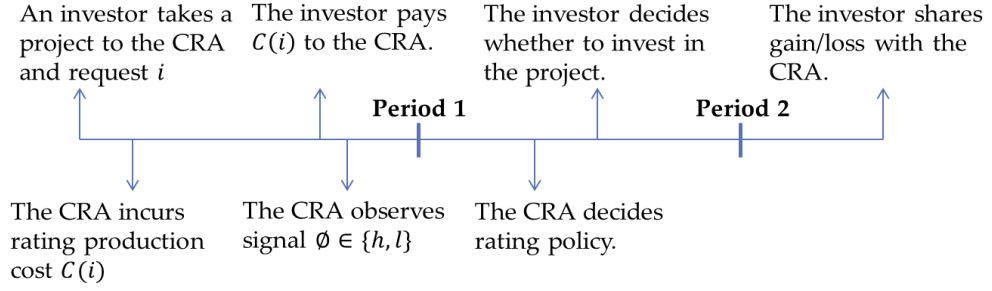 An investor takes a
project to the CRA
and request i
The investor pays
C(i) to the CRA.
The investor decides
whether to invest in
the project.
The investor shares
gain/loss with the
CRA.
Period 1
Period 2
The CRA incurs
rating production
cost C(i)
The CRA observes
signal ∅ ∈ {h, l}
The CRA decides
rating policy.